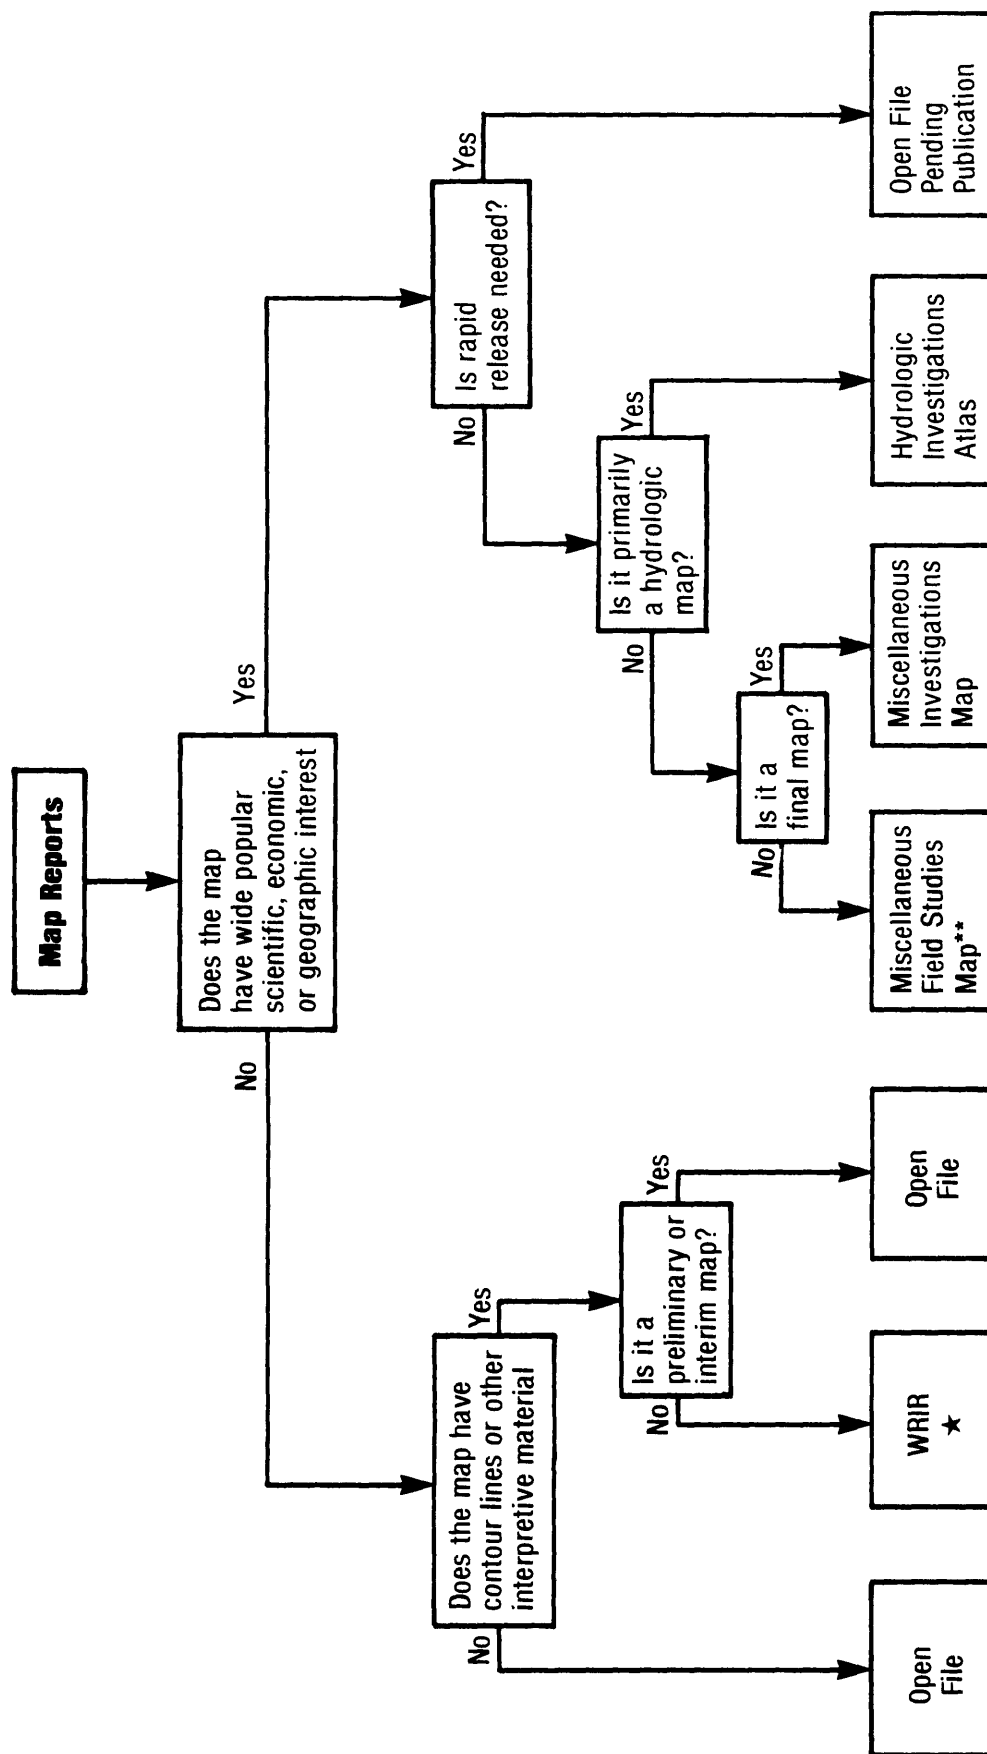 Map Reports
Does the map
have wide popular
scientific, economic,
or geographic interest
No
Yes
Does the map have
contour lines or other
interpretive material
No
Yes
Is it a
preliminary or
interim map?
No
Yes
Is rapid
release needed?
No
Yes
Is it primarily
a hydrologic
map?
No
Yes
Is it a
final map?
No
Yes
Open
File
WRIR
★
Open
File
Miscellaneous
Field Studies
Map**
Miscellaneous
Investigations
Map
Hydrologic
Investigations
Atlas
Open File
Pending
Publication